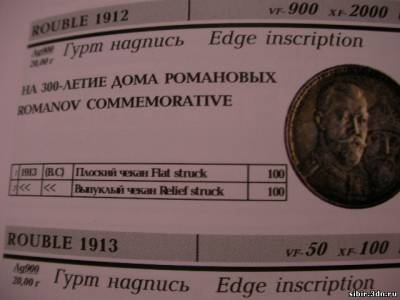 ROUBLE 1912 VF-900 XF-2000
Ag900 Гурт надпись Edge inscription
20,00 г
НА 300-ЛЕТИЕ ДОМА РОМАНОВЫХ
ROMANOV COMMEMORATIVE
1913 (В.С) Плоский чекан Flat struck 100
<< << Выпуклый чекан Relief struck 100
ROUBLE 1913 VF-50 XF-100
Ag900 Гурт надпись Edge inscription
20,00 г
sibir.3dn.ru